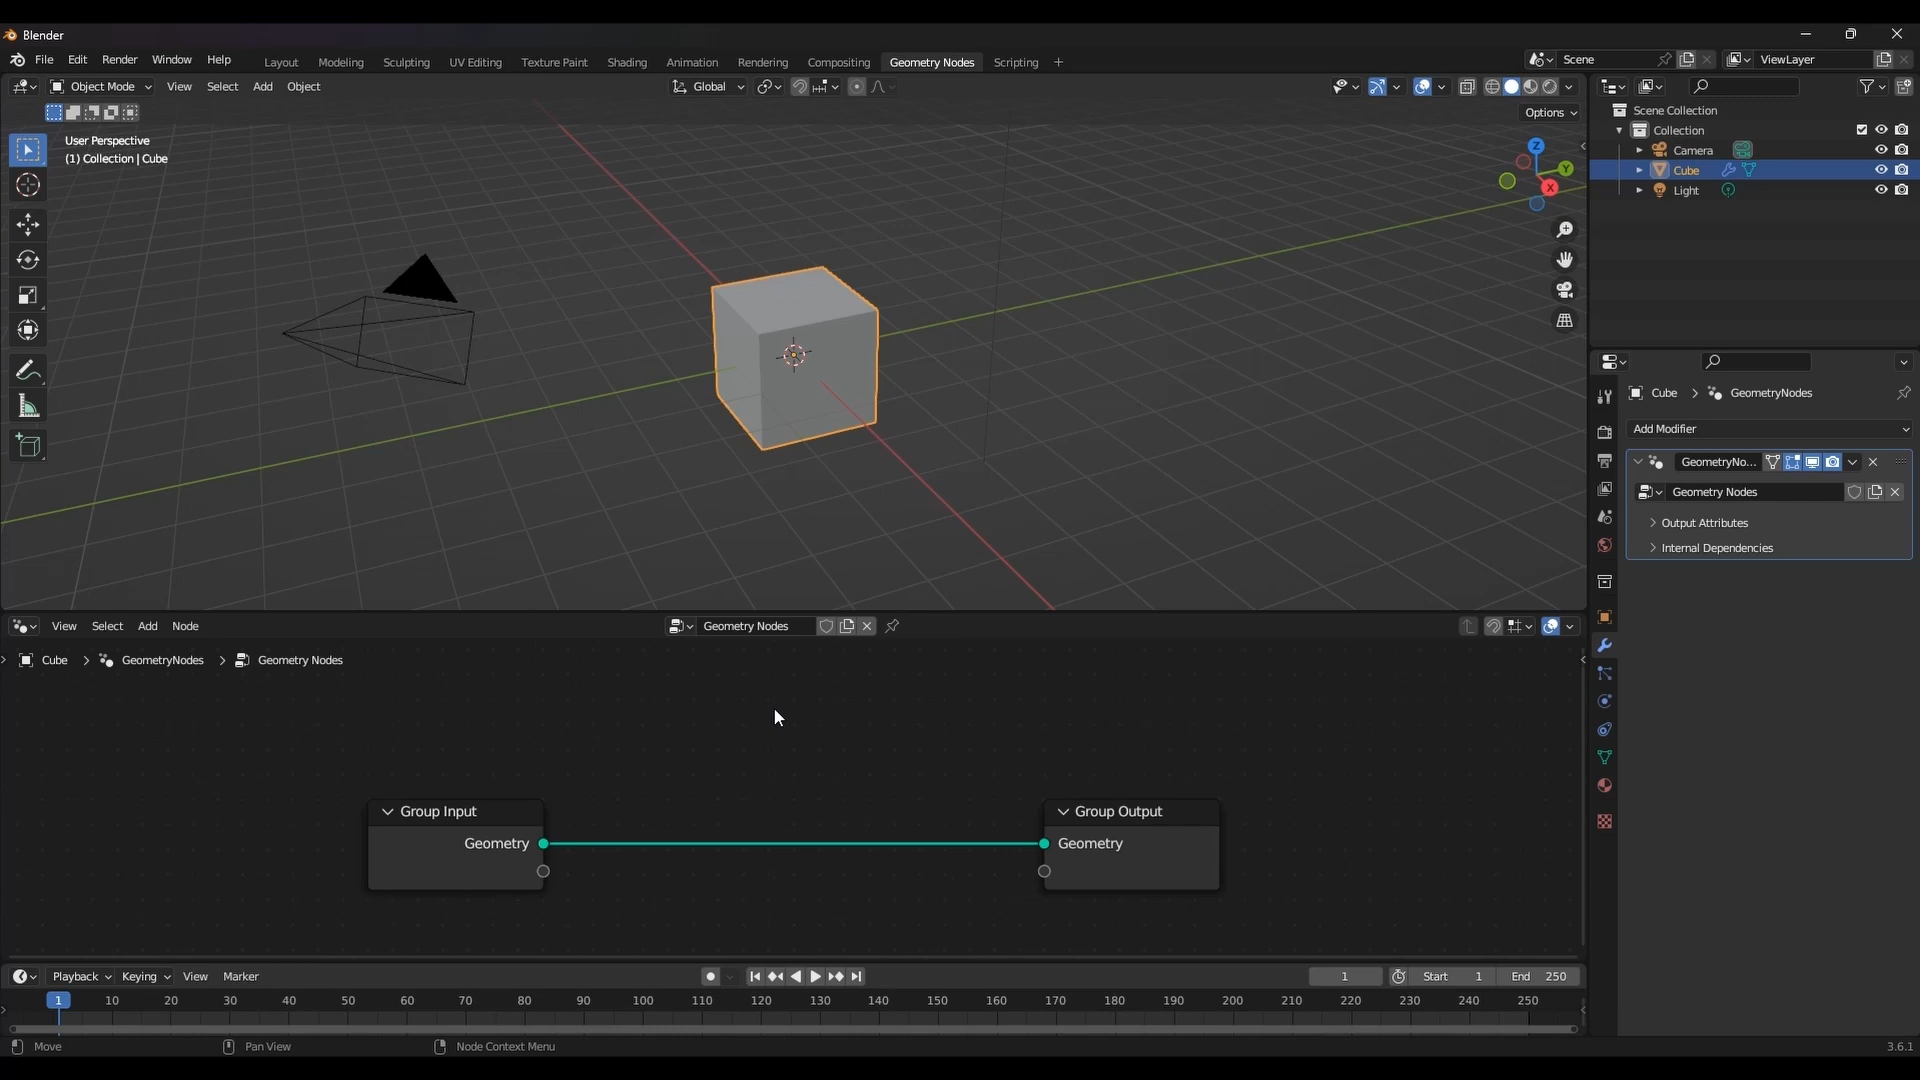 Blender
File Edit Render Window Help Layout Modeling Sculpting UV Editing Texture Paint Shading Animation Rendering Compositing Geometry Nodes Scripting + Scene ViewLayer
Object Mode View Select Add Object Global
Options
User Perspective
(1) Collection | Cube
Z
Y
X
Scene Collection
Collection
Camera
Cube
Light
Cube > GeometryNodes
Add Modifier
GeometryNo...
Geometry Nodes
Output Attributes
Internal Dependencies
View Select Add Node Geometry Nodes
Cube > GeometryNodes > Geometry Nodes
Group Input
Geometry
Group Output
Geometry
Playback Keying View Marker 1 Start 1 End 250
1 10 20 30 40 50 60 70 80 90 100 110 120 130 140 150 160 170 180 190 200 210 220 230 240 250
Move Pan View Node Context Menu 3.6.1